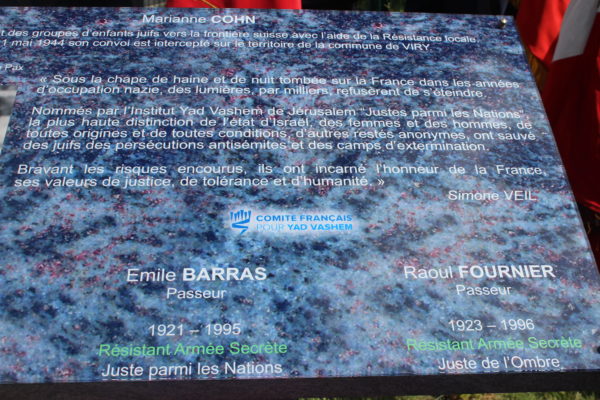 Marianne COHN
t des groupes d'enfants juifs vers la frontière suisse avec l'aide de la Résistance locale.
1 mai 1944 son convoi est intercepté sur le territoire de la commune de VIRY
Pax
« Sous la chape de haine et de nuit tombée sur la France dans les années
d'occupation nazie, des lumières, par milliers, refusèrent de s'éteindre.
Nommés par l'Institut Yad Vashem de Jérusalem "Justes parmi les Nations",
la plus haute distinction de l'état d'Israël, des femmes et des hommes, de
toutes origines et de toutes conditions, d'autres restés anonymes, ont sauvé
des juifs des persécutions antisémites et des camps d'extermination.
Bravant les risques encourus, ils ont incarné l'honneur de la France,
ses valeurs de justice, de tolérance et d'humanité. »
Simone VEIL
COMITÉ FRANÇAIS
POUR YAD VASHEM
Emile BARRAS
Passeur
1921 – 1995
Résistant Armée Secrète
Juste parmi les Nations
Raoul FOURNIER
Passeur
1923 – 1996
Résistant Armée Secrète
Juste de l'Ombre